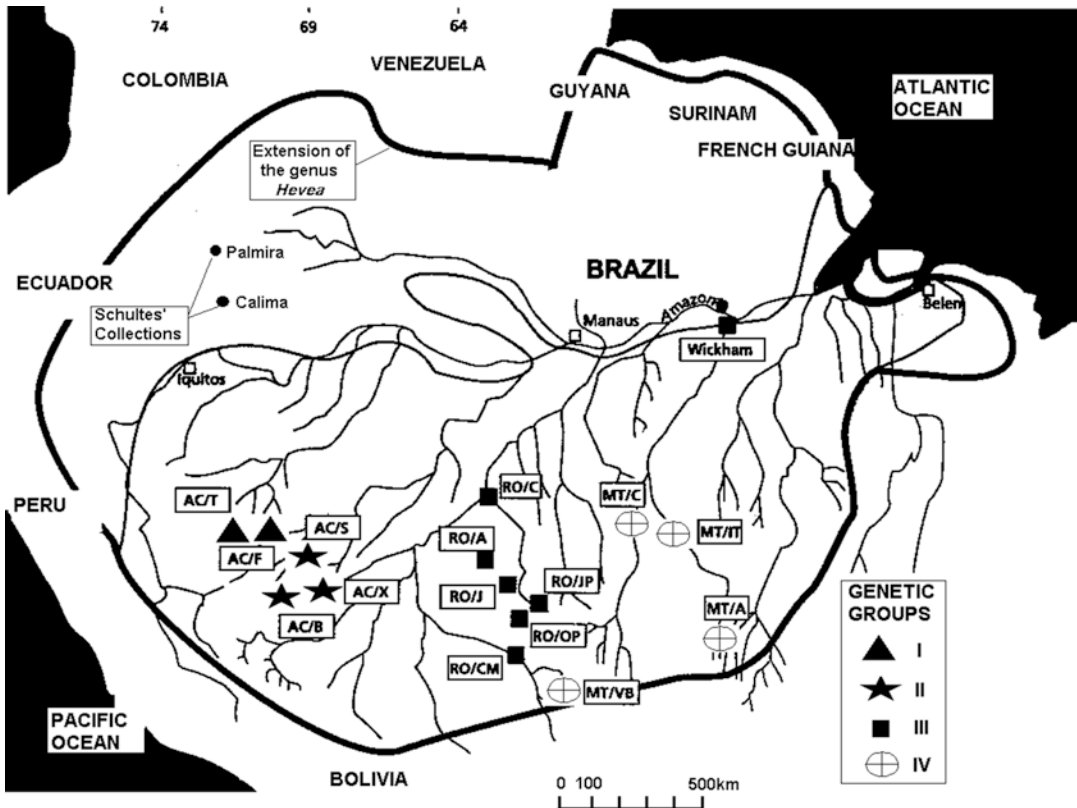 74
69
64
COLOMBIA
VENEZUELA
GUYANA
SURINAM
FRENCH GUIANA
ATLANTIC
OCEAN
Extension of
the genus
Hevea
ECUADOR
Palmira
Calima
Schultes'
Collections
BRAZIL
Amazon
Manaus
Belem
Wickham
Iquitos
PERU
AC/T
AC/S
AC/F
AC/X
AC/B
RO/C
RO/A
RO/J
RO/JP
RO/OP
RO/CM
MT/C
MT/IT
MT/A
MT/VB
GENETIC
GROUPS
I
II
III
IV
PACIFIC
OCEAN
BOLIVIA
0 100 500km